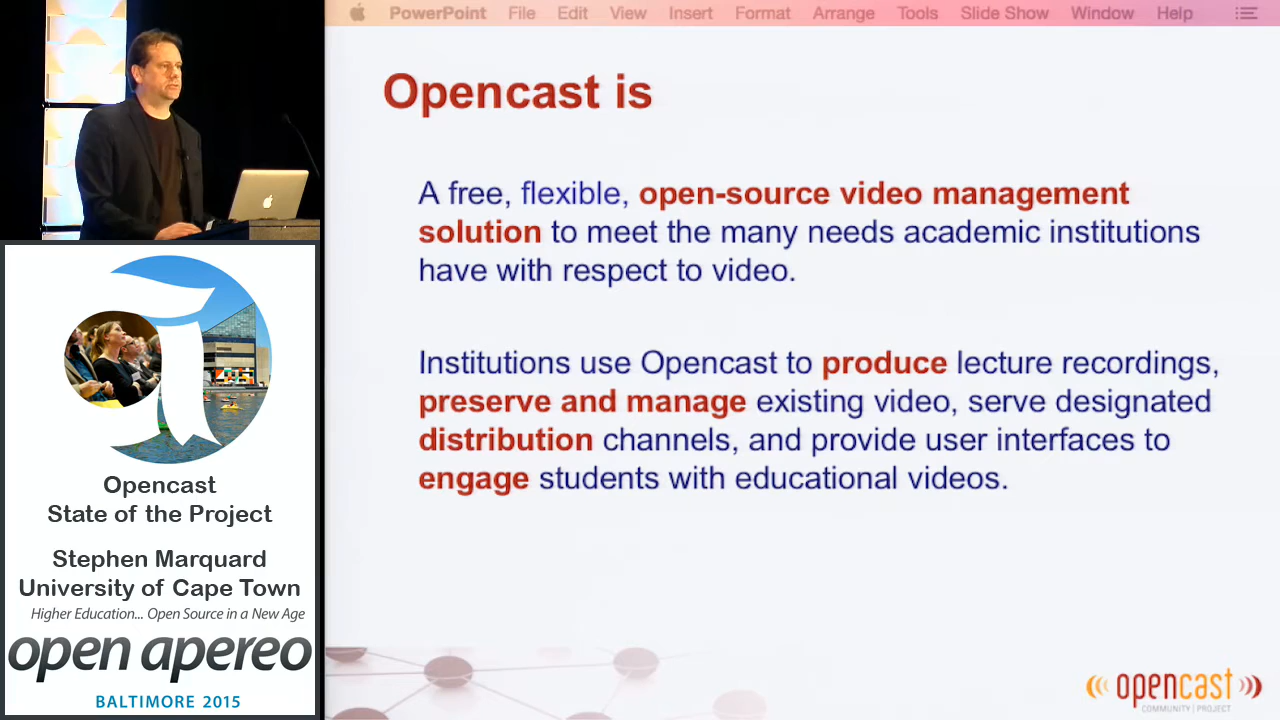 PowerPoint File Edit View Insert Format Arrange Tools Slide Show Window Help
Opencast is
A free, flexible, open-source video management
solution to meet the many needs academic institutions
have with respect to video.
Institutions use Opencast to produce lecture recordings,
preserve and manage existing video, serve designated
distribution channels, and provide user interfaces to
engage students with educational videos.
opencast
COMMUNITY | PROJECT
Opencast
State of the Project
Stephen Marquard
University of Cape Town
Higher Education... Open Source in a New Age
open apereo
BALTIMORE 2015